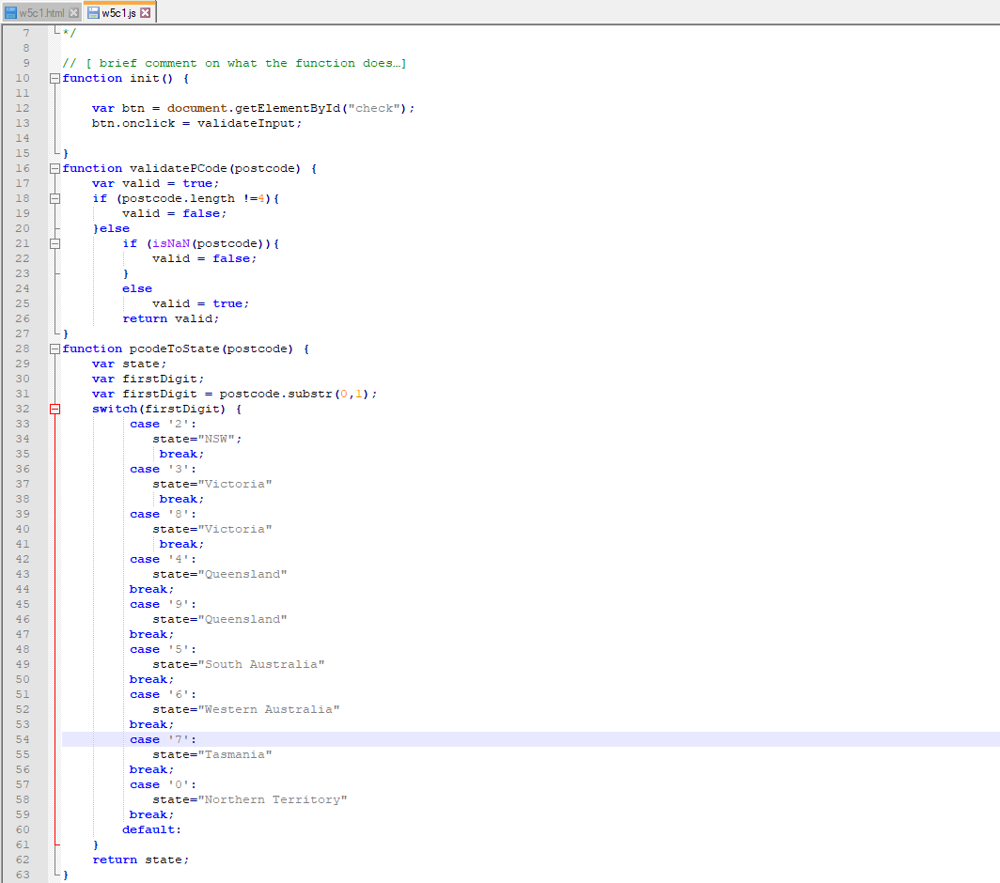 w5c1.html w5c1.js
7 */
8
9 // [ brief comment on what the function does…]
10 function init() {
11
12 var btn = document.getElementById("check");
13 btn.onclick = validateInput;
14
15 }
16 function validatePCode(postcode) {
17 var valid = true;
18 if (postcode.length !=4){
19 valid = false;
20 }else
21 if (isNaN(postcode)){
22 valid = false;
23 }
24 else
25 valid = true;
26 return valid;
27 }
28 function pcodeToState(postcode) {
29 var state;
30 var firstDigit;
31 var firstDigit = postcode.substr(0,1);
32 switch(firstDigit) {
33 case '2':
34 state="NSW";
35 break;
36 case '3':
37 state="Victoria"
38 break;
39 case '8':
40 state="Victoria"
41 break;
42 case '4':
43 state="Queensland"
44 break;
45 case '9':
46 state="Queensland"
47 break;
48 case '5':
49 state="South Australia"
50 break;
51 case '6':
52 state="Western Australia"
53 break;
54 case '7':
55 state="Tasmania"
56 break;
57 case '0':
58 state="Northern Territory"
59 break;
60 default:
61 }
62 return state;
63 }